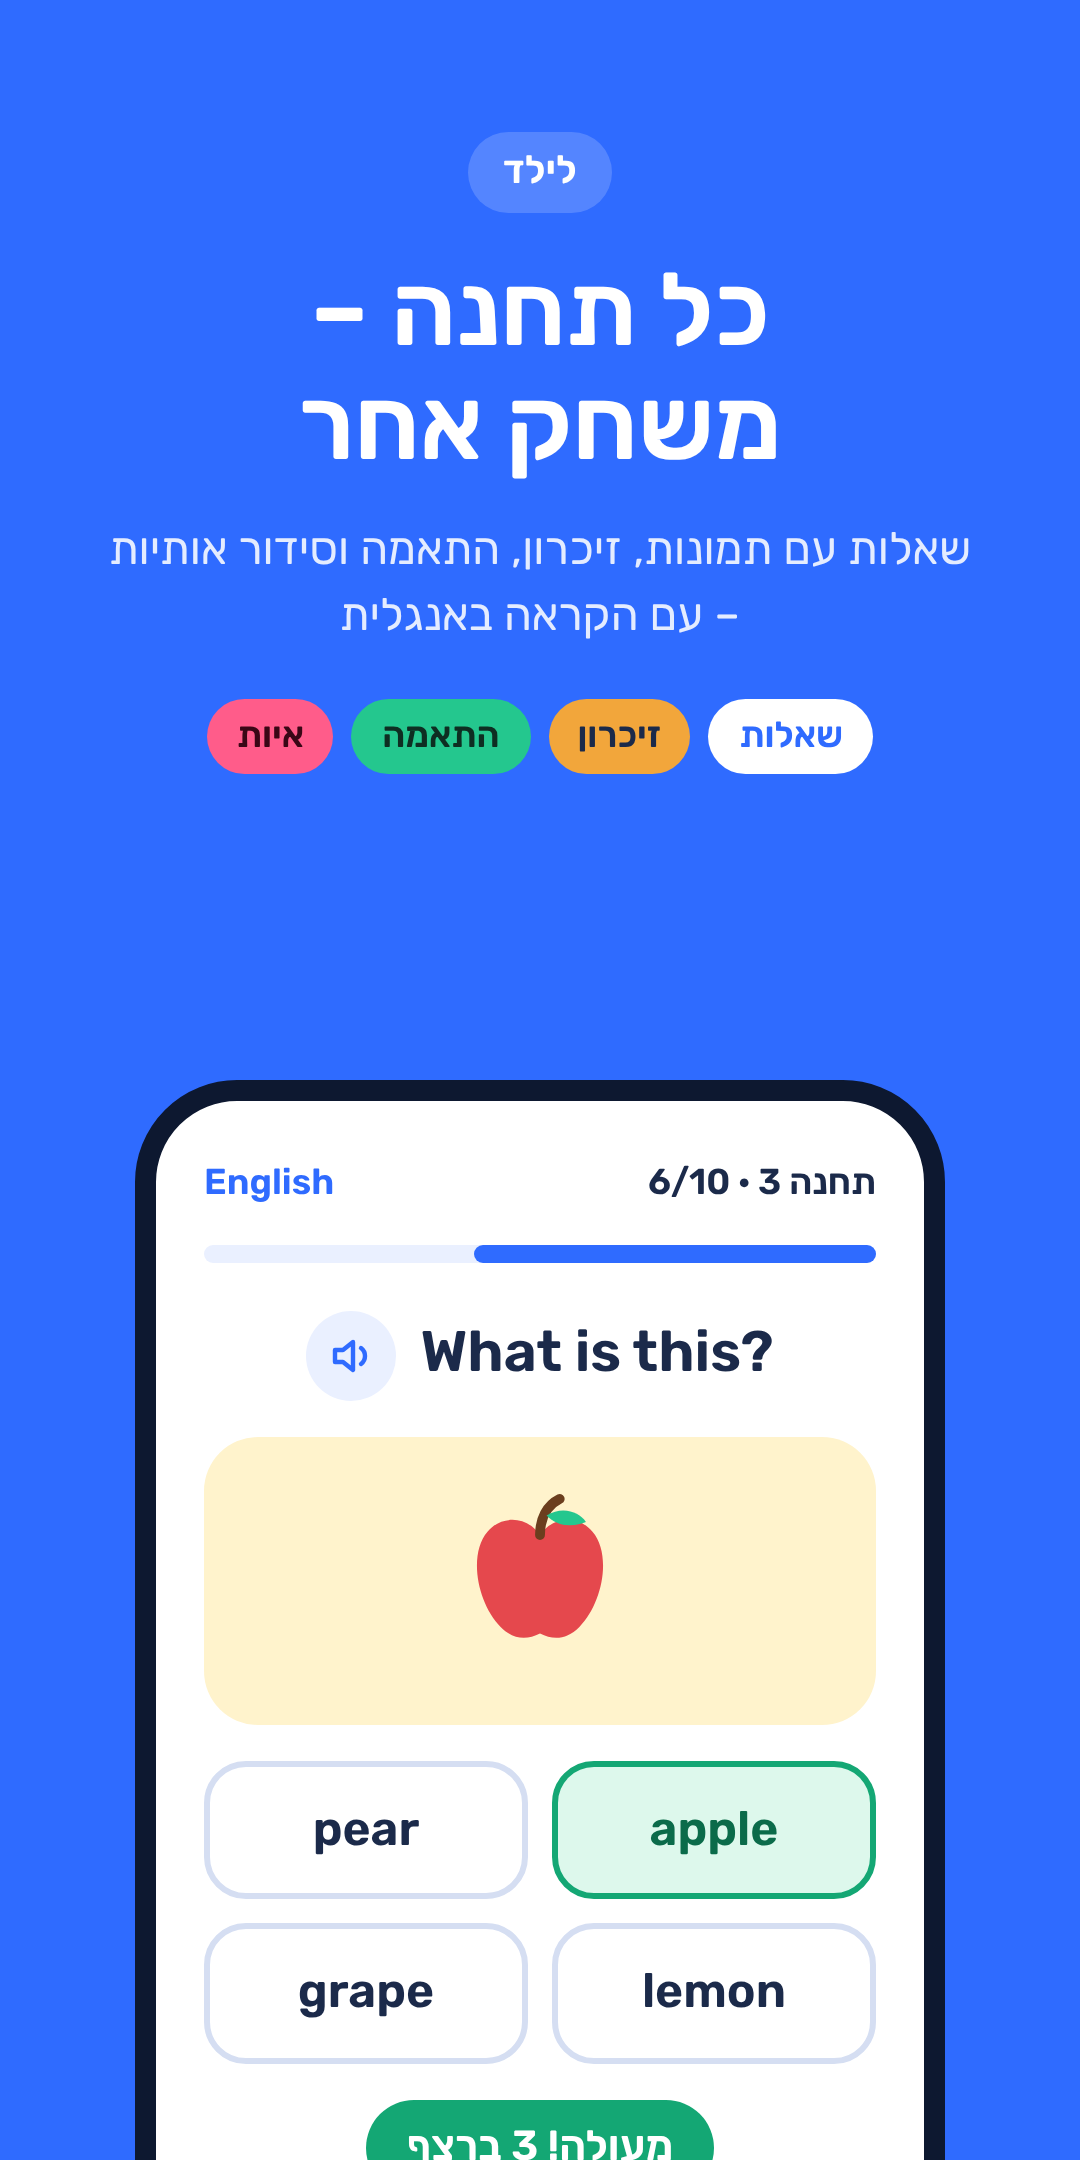 לילד
כל תחנה –
משחק אחר
שאלות עם תמונות, זיכרון, התאמה וסידור אותיות
– עם הקראה באנגלית
שאלות זיכרון התאמה איות
תחנה 3 • 6/10 English
What is this?
apple pear
lemon grape
מעולה! 3 ברצף